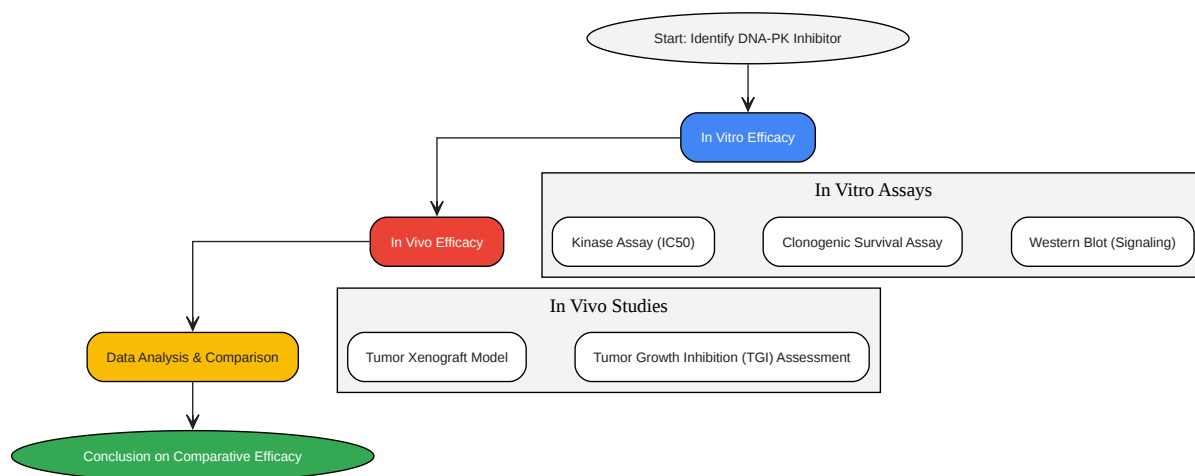 Start: Identify DNA-PK Inhibitor
In Vitro Efficacy
In Vitro Assays
Kinase Assay (IC50)
Clonogenic Survival Assay
Western Blot (Signaling)
In Vivo Efficacy
In Vivo Studies
Tumor Xenograft Model
Tumor Growth Inhibition (TGI) Assessment
Data Analysis & Comparison
Conclusion on Comparative Efficacy